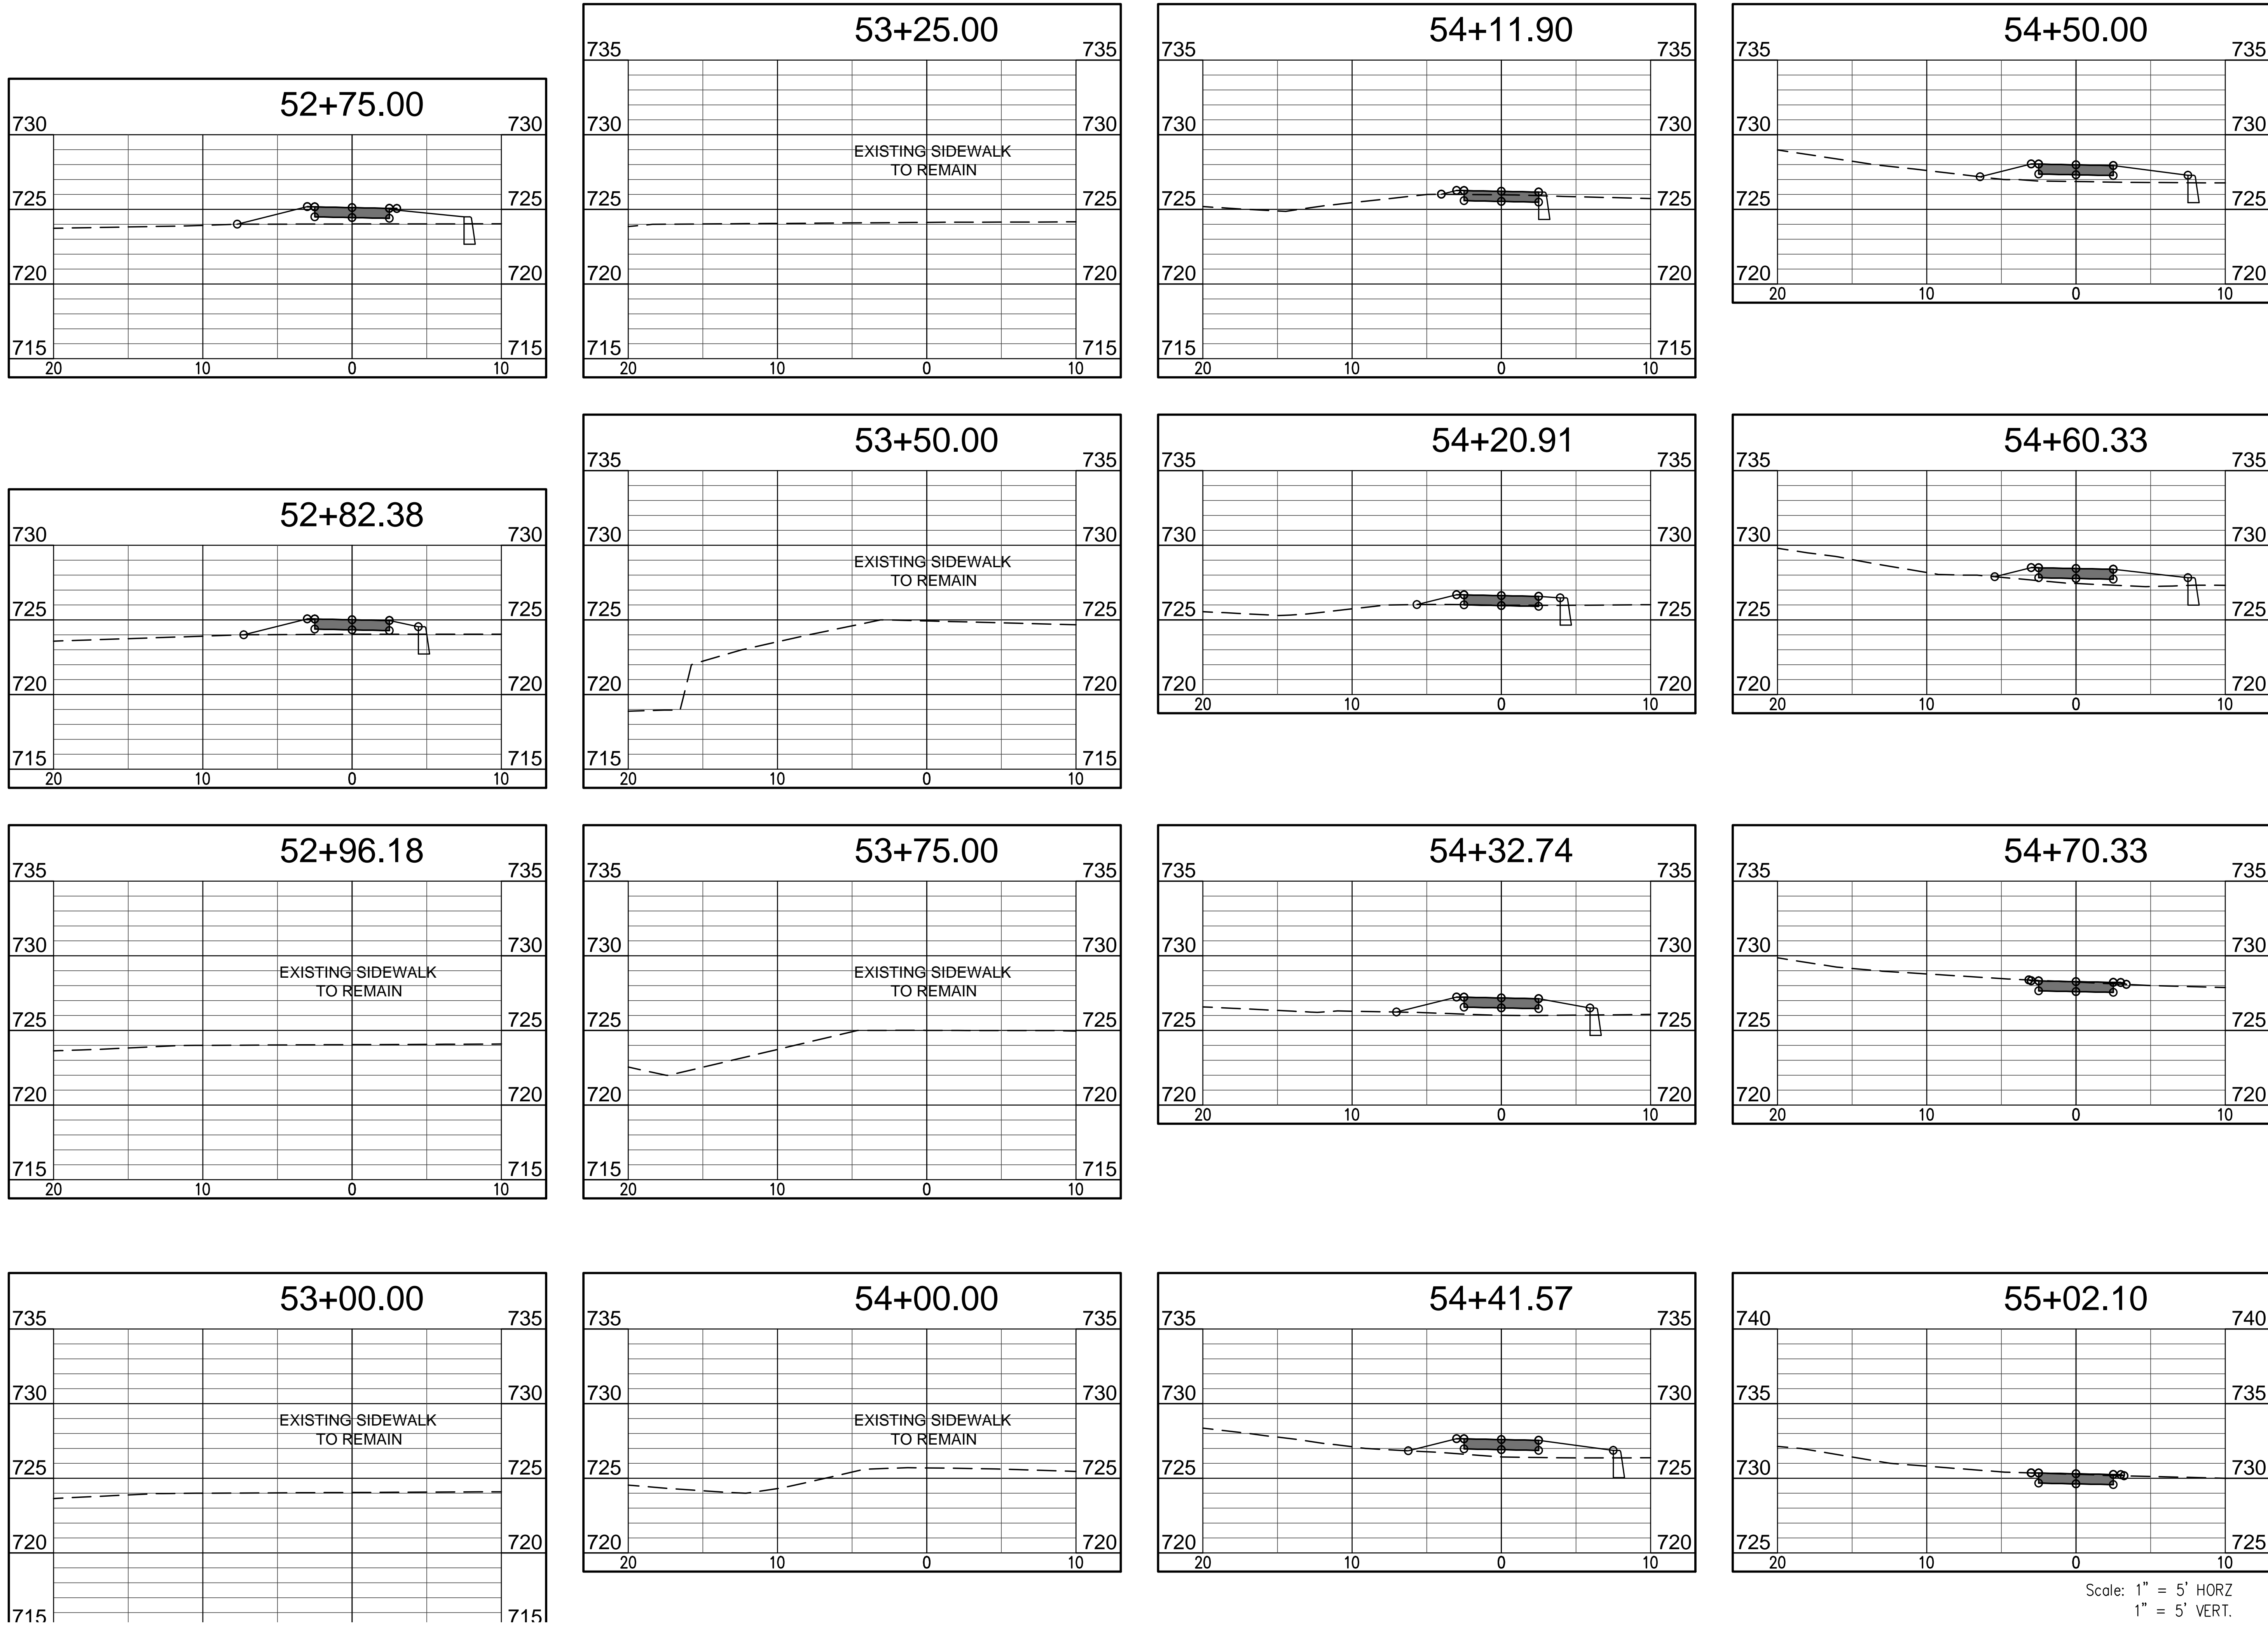 52+75.00
730 730
725 725
720 720
715 715
20 10 0 10
52+82.38
730 730
725 725
720 720
715 715
20 10 0 10
52+96.18
735 735
730 730
EXISTING SIDEWALK
TO REMAIN
725 725
720 720
715 715
20 10 0 10
53+00.00
735 735
730 730
EXISTING SIDEWALK
TO REMAIN
725 725
720 720
715 715
53+25.00
735 735
730 730
EXISTING SIDEWALK
TO REMAIN
725 725
720 720
715 715
20 10 0 10
53+50.00
735 735
730 730
EXISTING SIDEWALK
TO REMAIN
725 725
720 720
715 715
20 10 0 10
53+75.00
735 735
730 730
EXISTING SIDEWALK
TO REMAIN
725 725
720 720
715 715
20 10 0 10
54+00.00
735 735
730 730
EXISTING SIDEWALK
TO REMAIN
725 725
720 720
20 10 0 10
54+11.90
735 735
730 730
725 725
720 720
715 715
20 10 0 10
54+20.91
735 735
730 730
725 725
720 720
20 10 0 10
54+32.74
735 735
730 730
725 725
720 720
20 10 0 10
54+41.57
735 735
730 730
725 725
720 720
20 10 0 10
54+50.00
735 735
730 730
725 725
720 720
20 10 0 10
54+60.33
735 735
730 730
725 725
720 720
20 10 0 10
54+70.33
735 735
730 730
725 725
720 720
20 10 0 10
55+02.10
740 740
735 735
730 730
725 725
20 10 0 10
Scale: 1" = 5' HORZ
1" = 5' VERT.